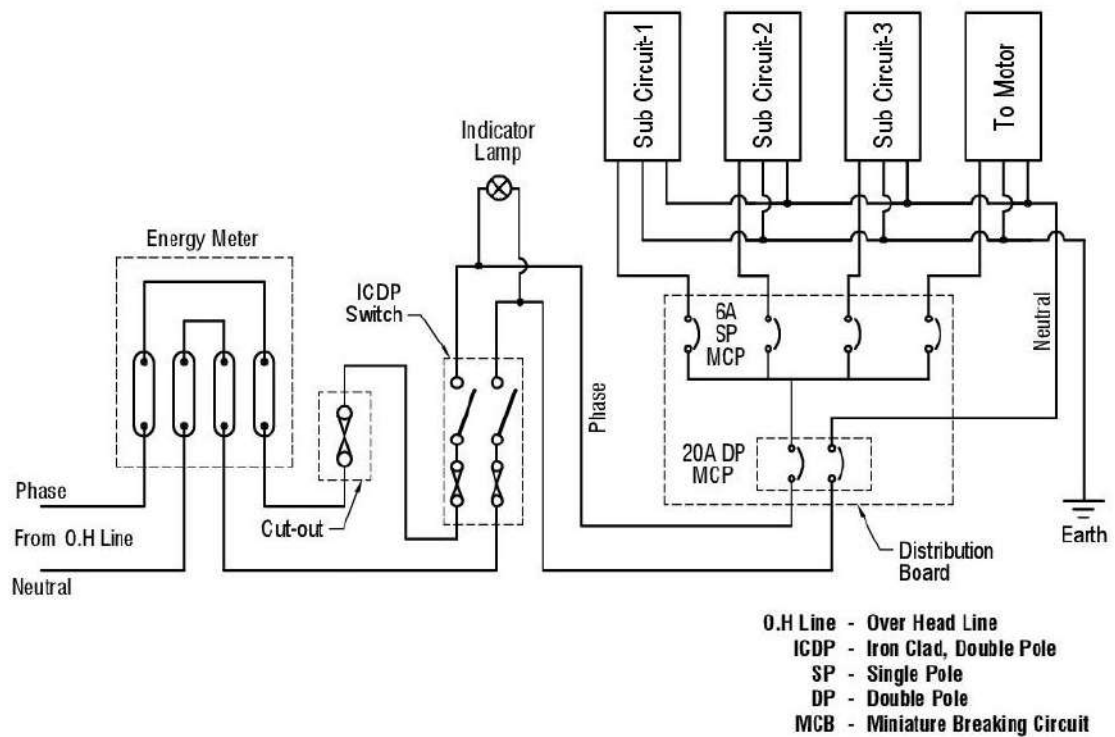 Sub Circuit-1
Sub Circuit-2
Sub Circuit-3
To Motor
Indicator
Lamp
Energy Meter
ICDP
Switch
6A
SP
MCP
Neutral
Phase
20A DP
MCP
Phase
From O.H Line
Neutral
Cut-out
Earth
Distribution
Board
O.H Line - Over Head Line
ICDP - Iron Clad, Double Pole
SP - Single Pole
DP - Double Pole
MCB - Miniature Breaking Circuit